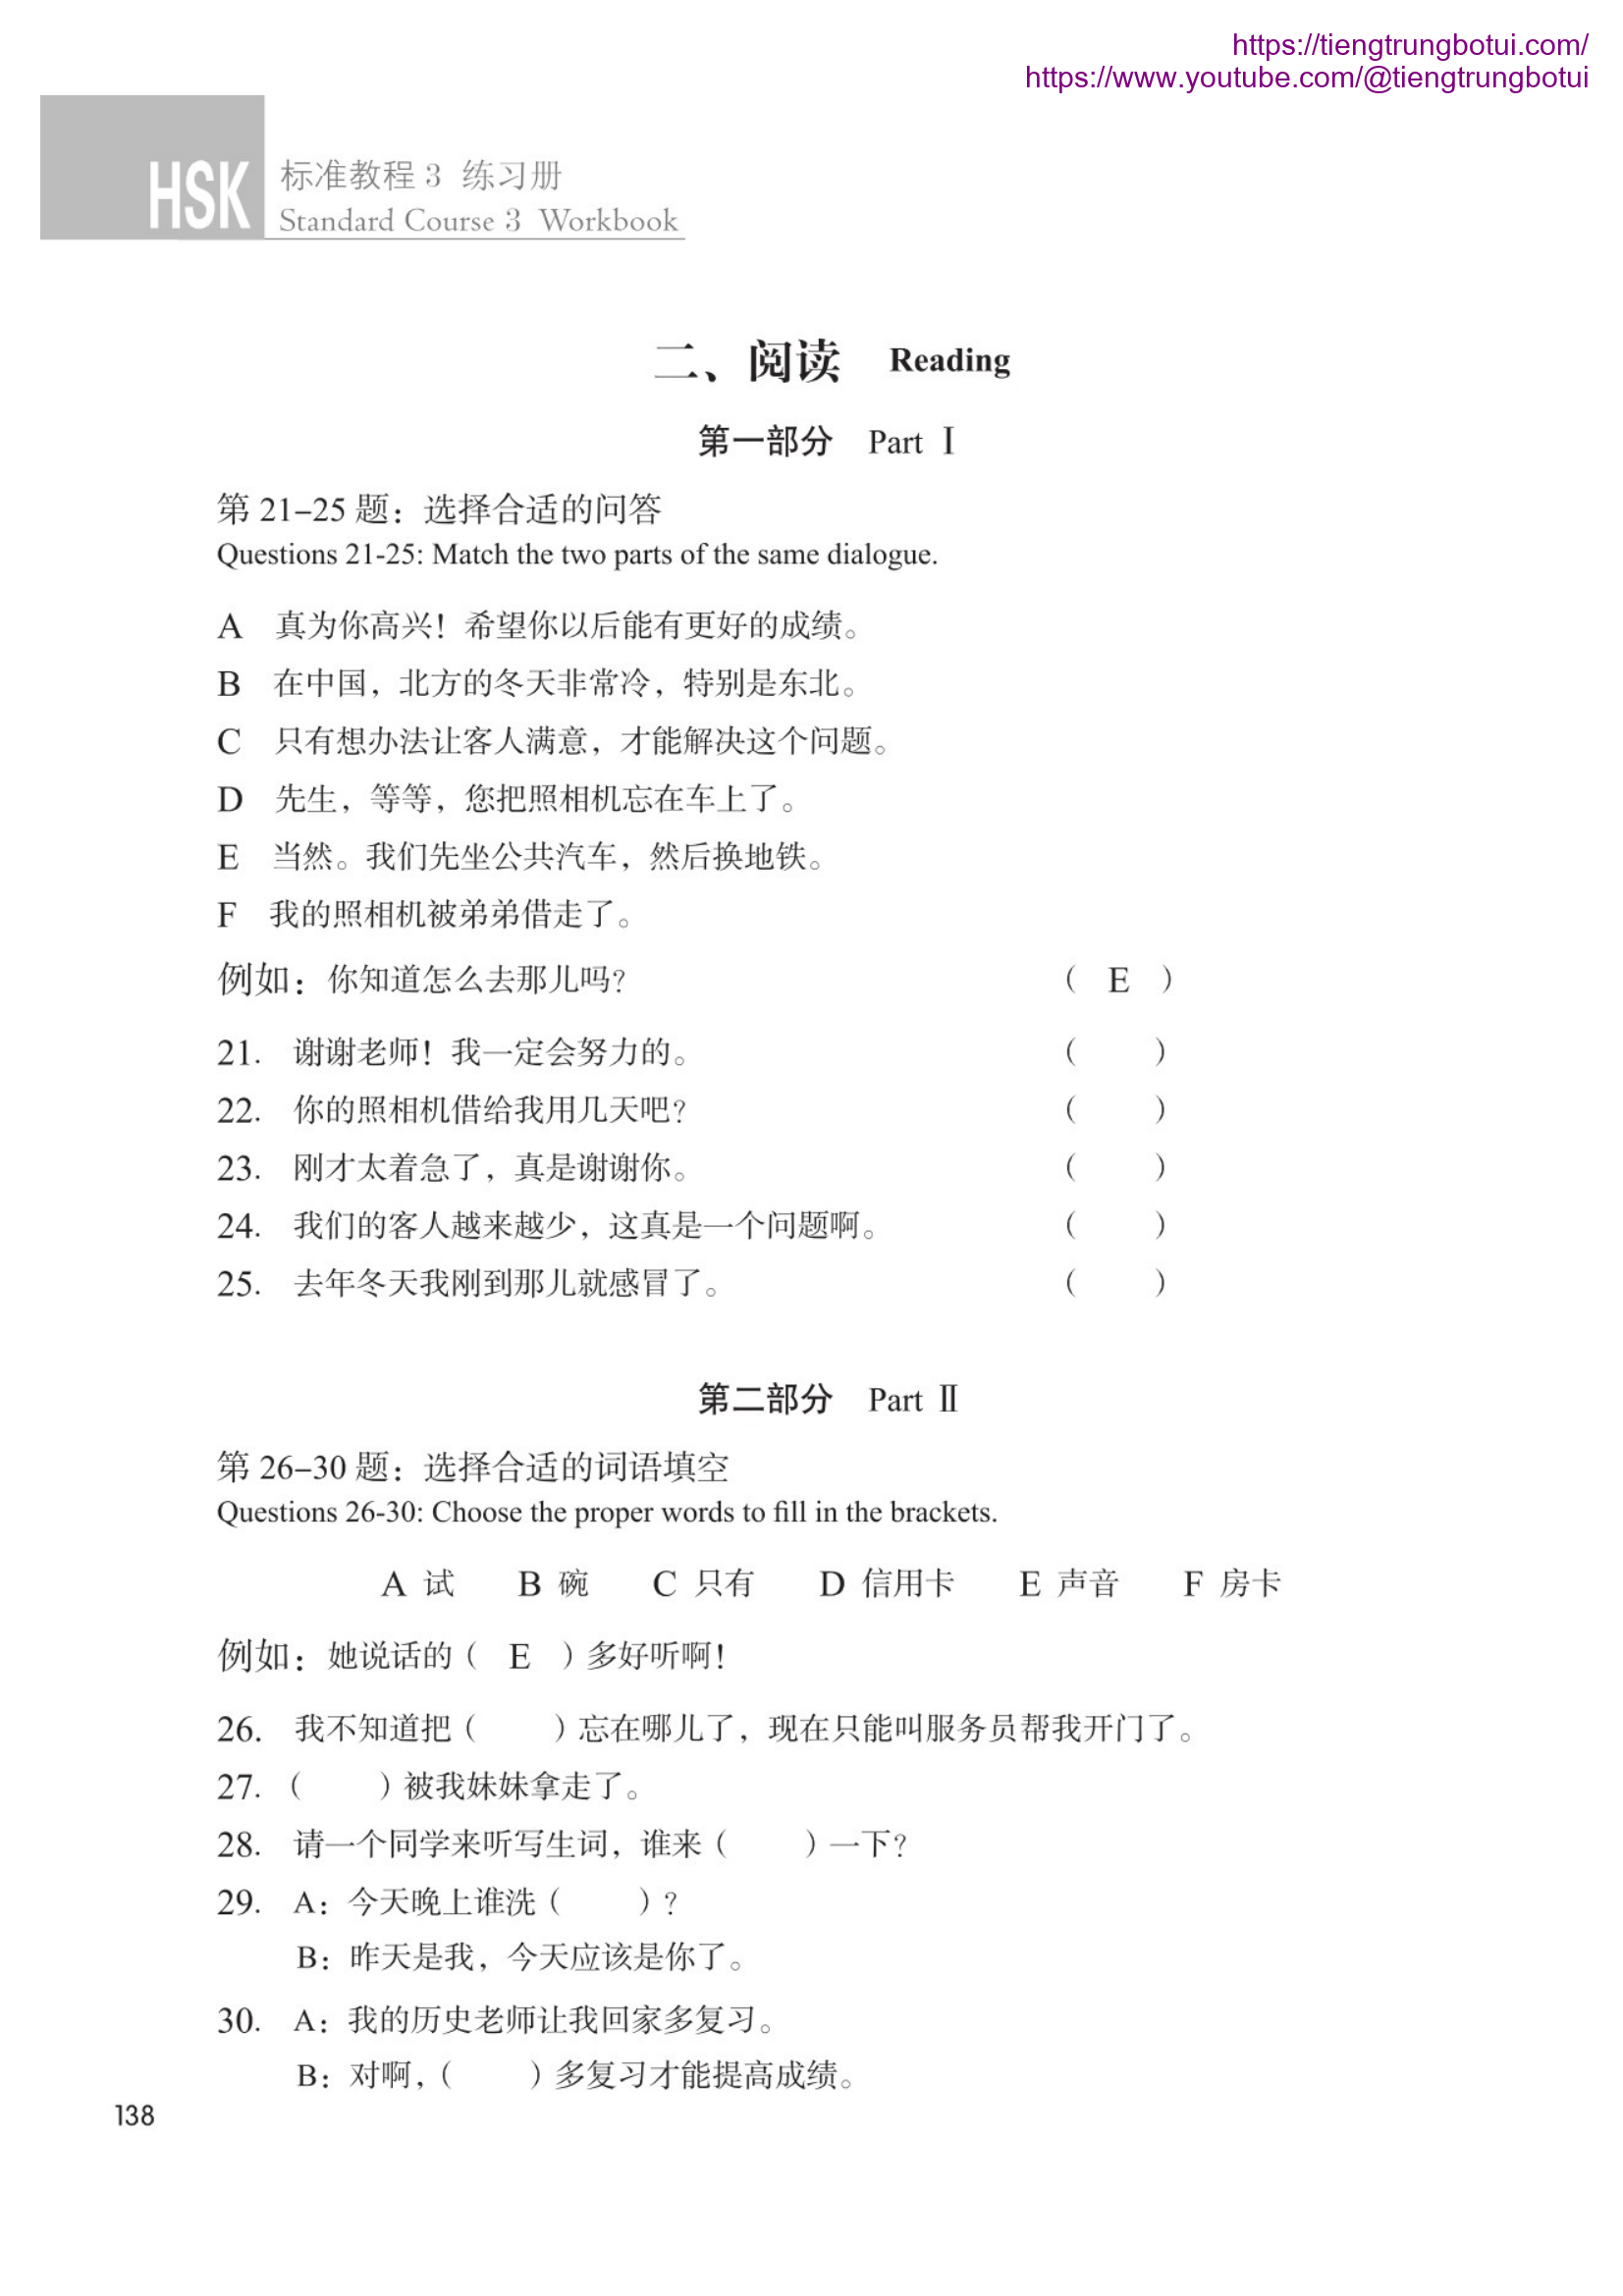 https://tiengtrungbotui.com/
https://www.youtube.com/@tiengtrungbotui
HSK 标准教程 3 练习册
Standard Course 3 Workbook
二、阅读 Reading
第一部分 Part Ⅰ
第 21–25 题：选择合适的问答
Questions 21-25: Match the two parts of the same dialogue.
A 真为你高兴！希望你以后能有更好的成绩。
B 在中国，北方的冬天非常冷，特别是东北。
C 只有想办法让客人满意，才能解决这个问题。
D 先生，等等，您把照相机忘在车上了。
E 当然。我们先坐公共汽车，然后换地铁。
F 我的照相机被弟弟借走了。
例如：你知道怎么去那儿吗？ （ E ）
21. 谢谢老师！我一定会努力的。 （ ）
22. 你的照相机借给我用几天吧？ （ ）
23. 刚才太着急了，真是谢谢你。 （ ）
24. 我们的客人越来越少，这真是一个问题啊。 （ ）
25. 去年冬天我刚到那儿就感冒了。 （ ）
第二部分 Part Ⅱ
第 26–30 题：选择合适的词语填空
Questions 26-30: Choose the proper words to fill in the brackets.
A 试 B 碗 C 只有 D 信用卡 E 声音 F 房卡
例如：她说话的（ E ）多好听啊！
26. 我不知道把（ ）忘在哪儿了，现在只能叫服务员帮我开门了。
27. （ ）被我妹妹拿走了。
28. 请一个同学来听写生词，谁来（ ）一下？
29. A：今天晚上谁洗（ ）？
B：昨天是我，今天应该是你了。
30. A：我的历史老师让我回家多复习。
B：对啊，（ ）多复习才能提高成绩。
138